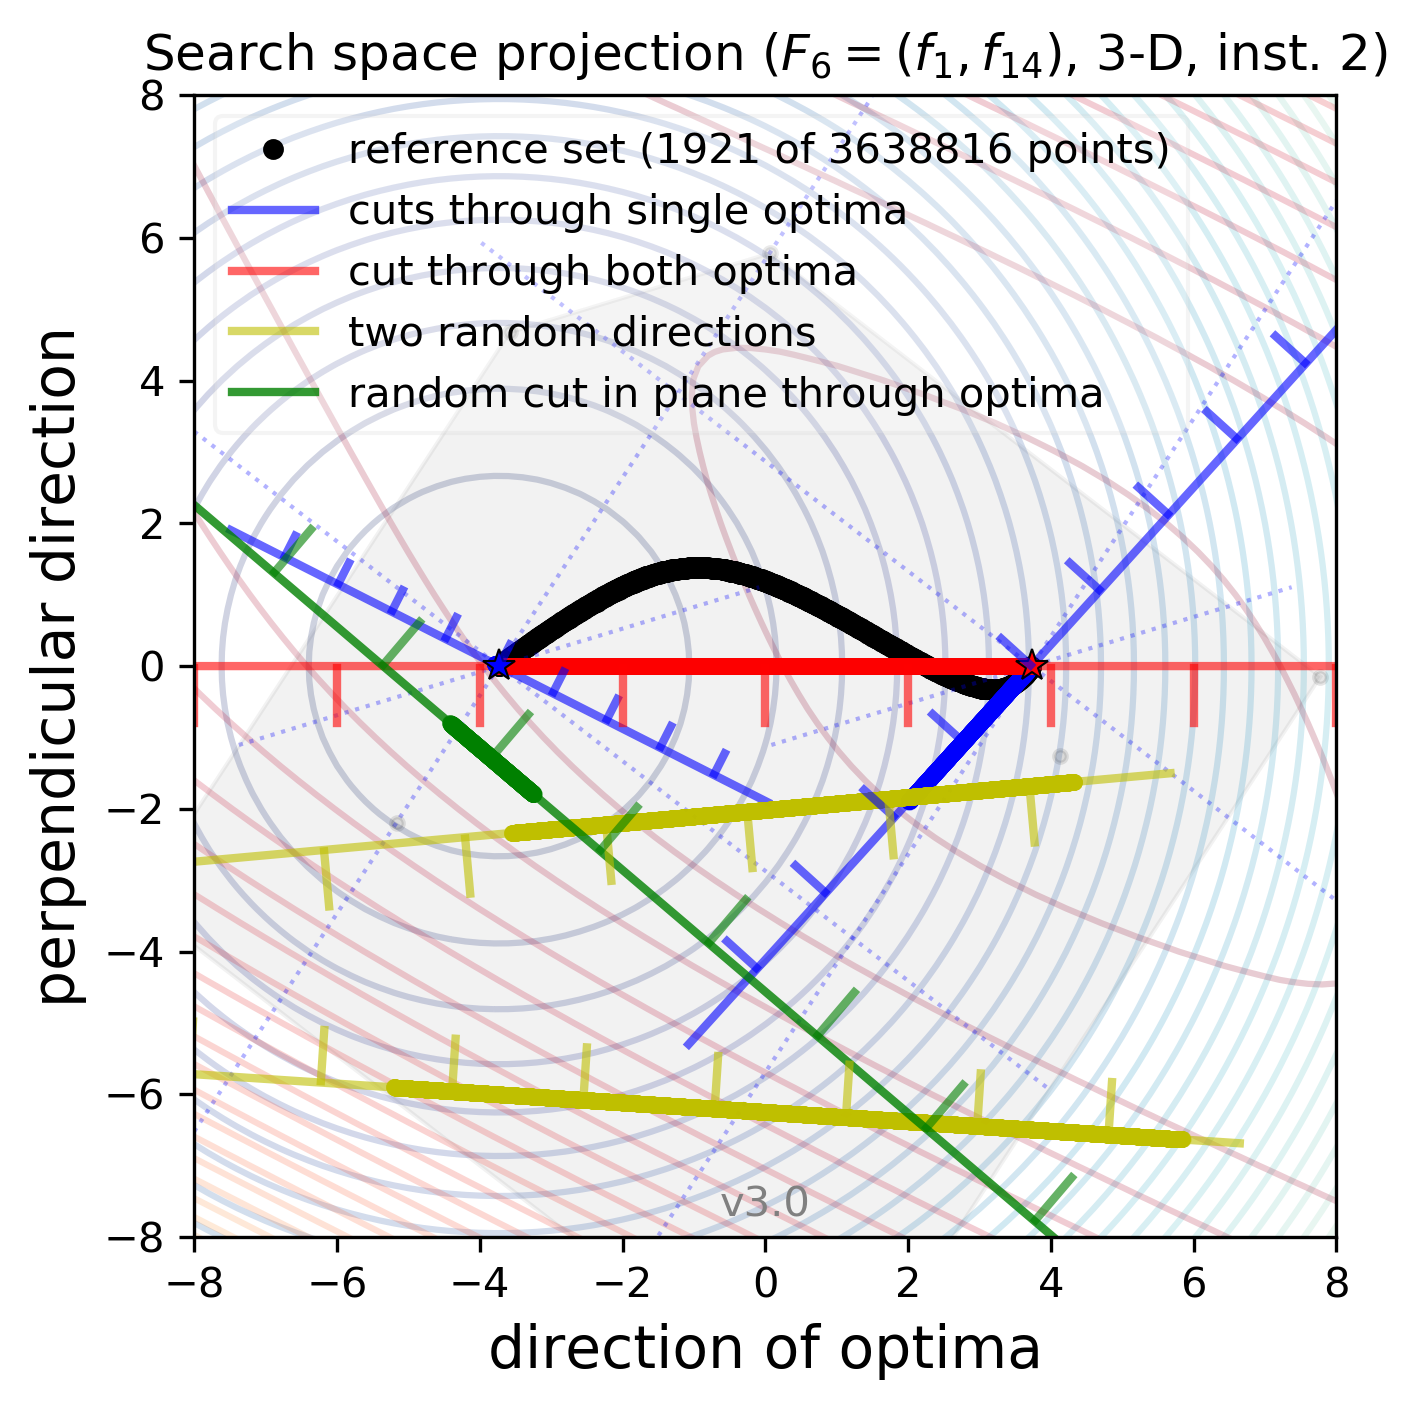 Search space projection (F₆ = (f₁, f₁₄), 3-D, inst. 2)
8
6
4
2
0
−2
−4
−6
−8
perpendicular direction
reference set (1921 of 3638816 points)
cuts through single optima
cut through both optima
two random directions
random cut in plane through optima
v3.0
−8 −6 −4 −2 0 2 4 6 8
direction of optima